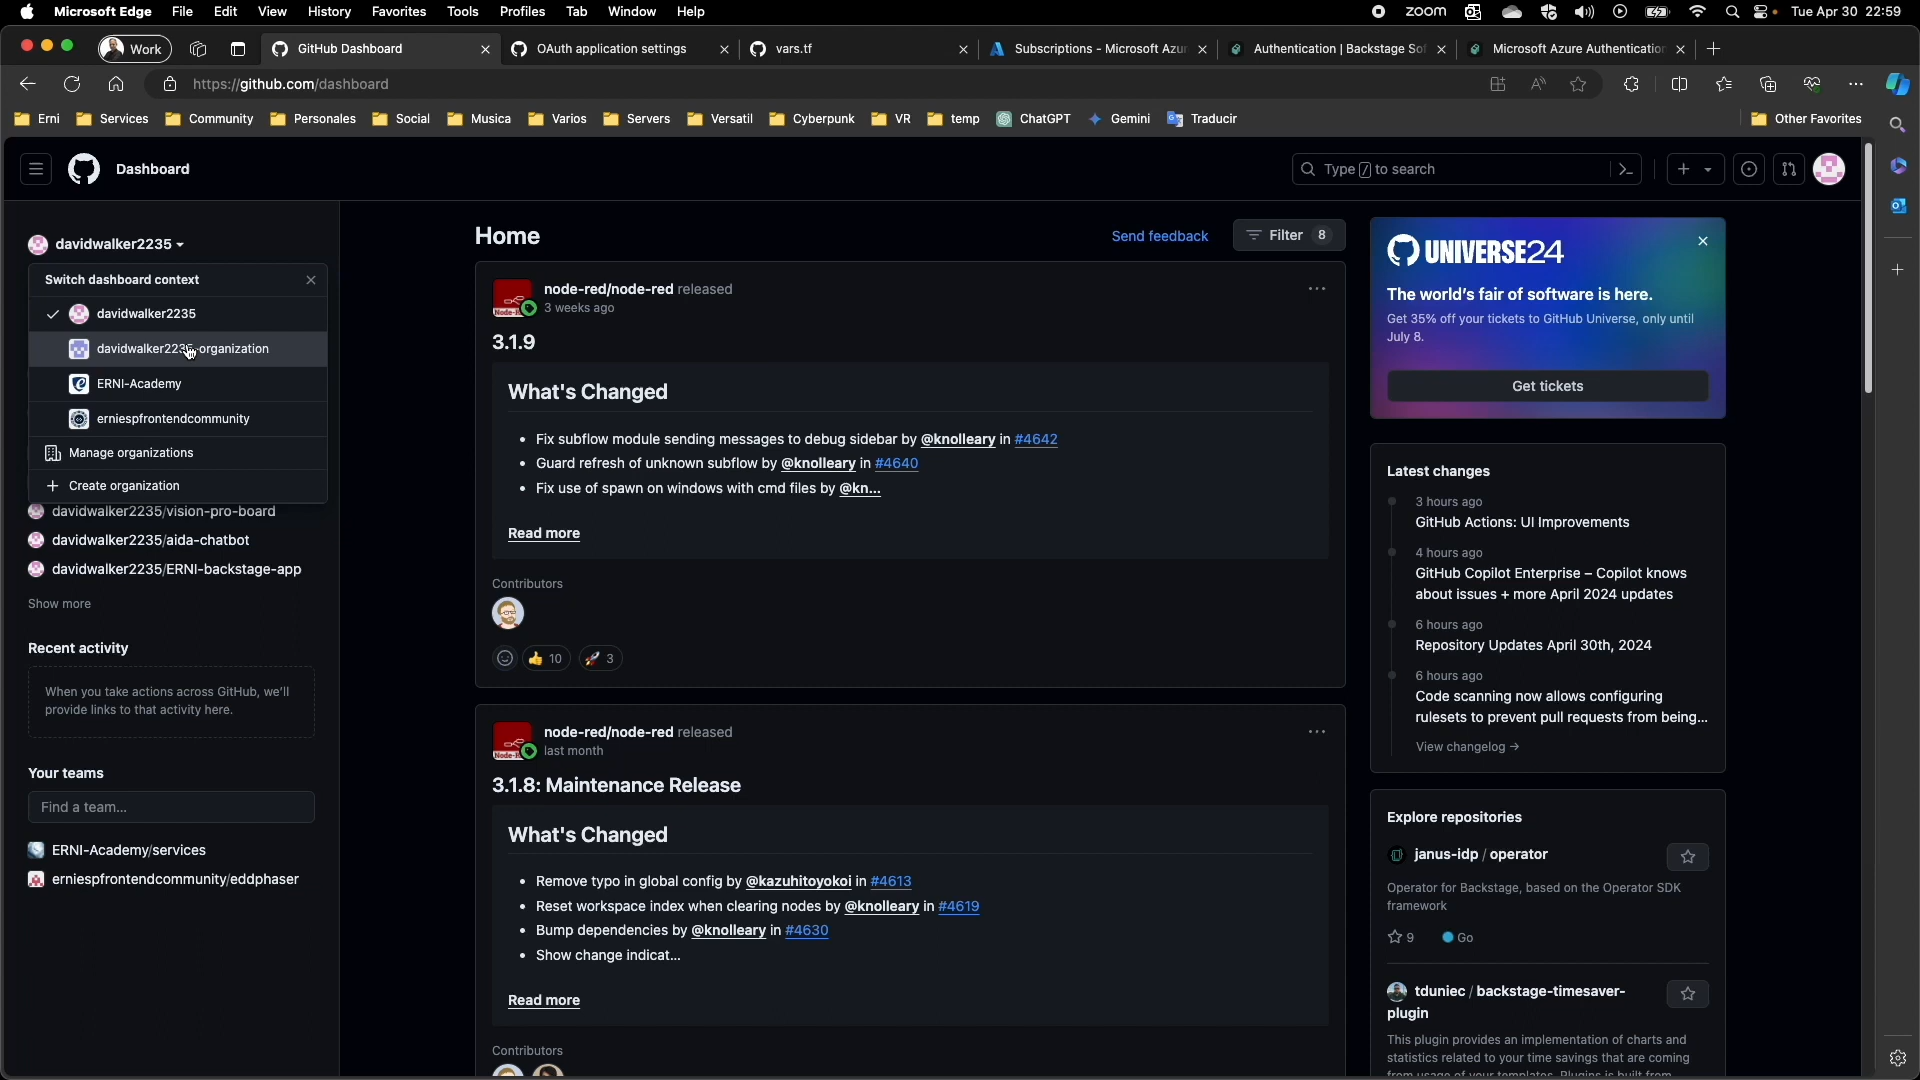 Microsoft Edge File Edit View History Favorites Tools Profiles Tab Window Help
zoom Tue Apr 30 22:59
Work GitHub Dashboard OAuth application settings vars.tf Subscriptions - Microsoft Azur Authentication | Backstage Sof Microsoft Azure Authentication
https://github.com/dashboard
Erni Services Community Personales Social Musica Varios Servers Versatil Cyberpunk VR temp ChatGPT Gemini Traducir Other Favorites
Dashboard
Type / to search
davidwalker2235
Switch dashboard context
davidwalker2235
davidwalker2235-organization
ERNI-Academy
erniespfrontendcommunity
Manage organizations
Create organization
davidwalker2235/vision-pro-board
davidwalker2235/aida-chatbot
davidwalker2235/ERNI-backstage-app
Show more
Recent activity
When you take actions across GitHub, we'll
provide links to that activity here.
Your teams
Find a team...
ERNI-Academy/services
erniespfrontendcommunity/eddphaser
Home
Send feedback
Filter 8
node-red/node-red released
3 weeks ago
3.1.9
What's Changed
• Fix subflow module sending messages to debug sidebar by @knolleary in #4642
• Guard refresh of unknown subflow by @knolleary in #4640
• Fix use of spawn on windows with cmd files by @kn...
Read more
Contributors
10 3
node-red/node-red released
last month
3.1.8: Maintenance Release
What's Changed
• Remove typo in global config by @kazuhitoyokoi in #4613
• Reset workspace index when clearing nodes by @knolleary in #4619
• Bump dependencies by @knolleary in #4630
• Show change indicat...
Read more
Contributors
UNIVERSE24
The world's fair of software is here.
Get 35% off your tickets to GitHub Universe, only until
July 8.
Get tickets
Latest changes
3 hours ago
GitHub Actions: UI Improvements
4 hours ago
GitHub Copilot Enterprise – Copilot knows
about issues + more April 2024 updates
6 hours ago
Repository Updates April 30th, 2024
6 hours ago
Code scanning now allows configuring
rulesets to prevent pull requests from being...
View changelog →
Explore repositories
janus-idp / operator
Operator for Backstage, based on the Operator SDK
framework
9 Go
tduniec / backstage-timesaver-
plugin
This plugin provides an implementation of charts and
statistics related to your time savings that are coming
from usage of your templates. Plugins is built from